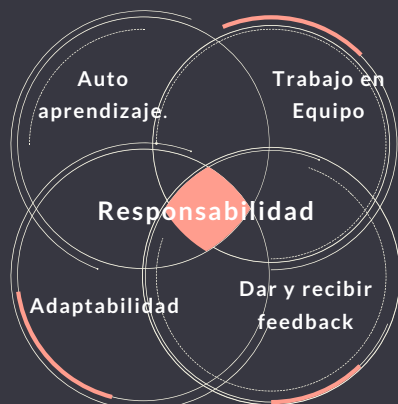 Auto
aprendizaje.
Trabajo en
Equipo
Responsabilidad
Adaptabilidad
Dar y recibir
feedback